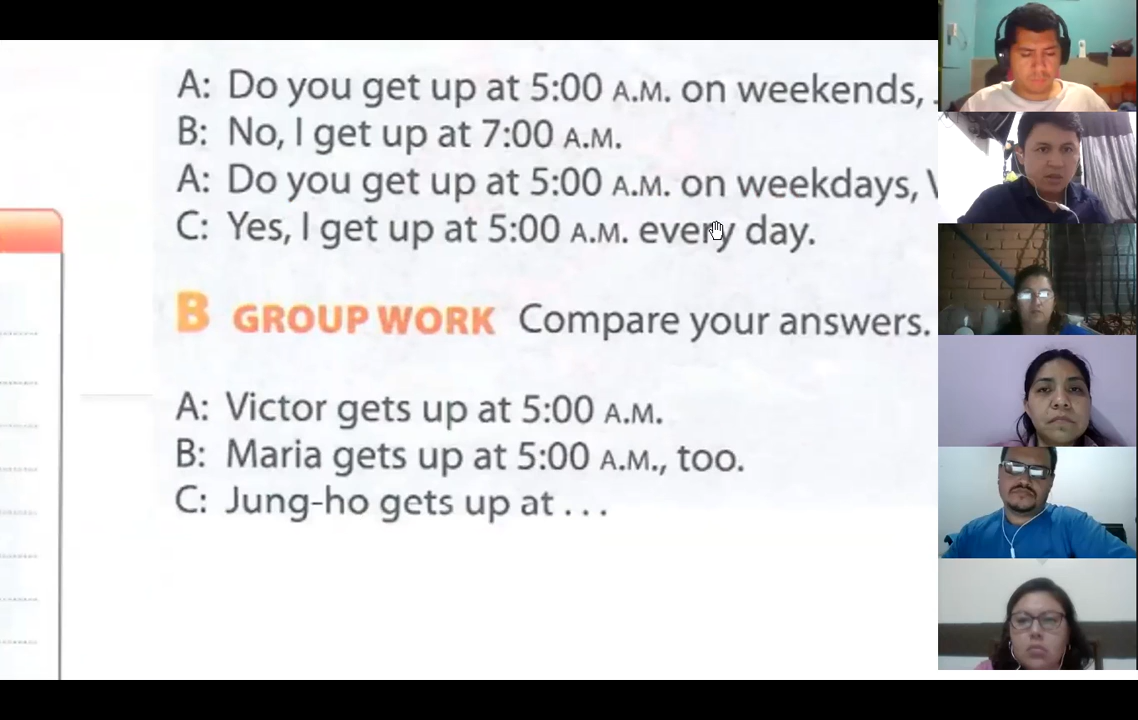 A: Do you get up at 5:00 A.M. on weekends,
B: No, I get up at 7:00 A.M.
A: Do you get up at 5:00 A.M. on weekdays,
C: Yes, I get up at 5:00 A.M. every day.
B GROUP WORK Compare your answers.
A: Victor gets up at 5:00 A.M.
B: Maria gets up at 5:00 A.M., too.
C: Jung-ho gets up at . . .